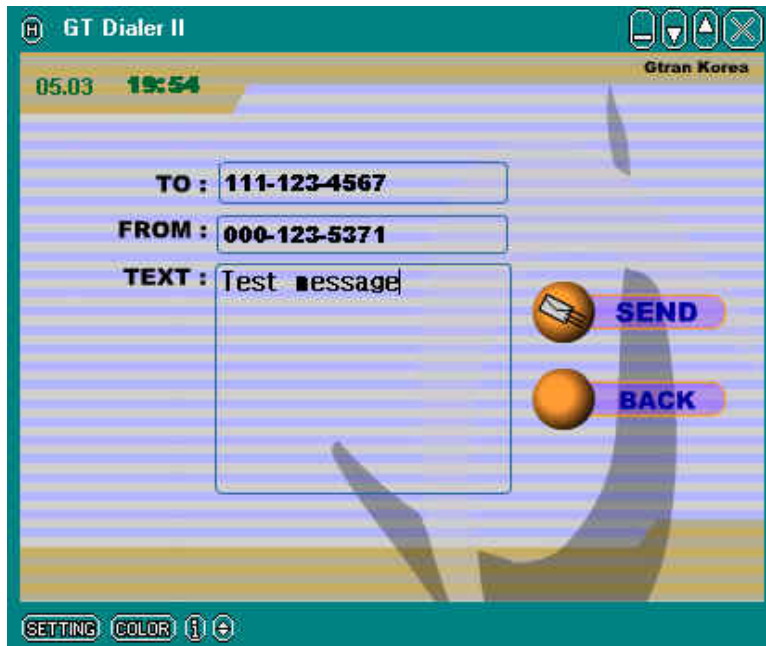 H GT Dialer II
Gtran Korea
05.03 19:54
TO : 111-123-4567
FROM : 000-123-5371
TEXT : Test message
SEND
BACK
SETTING COLOR i